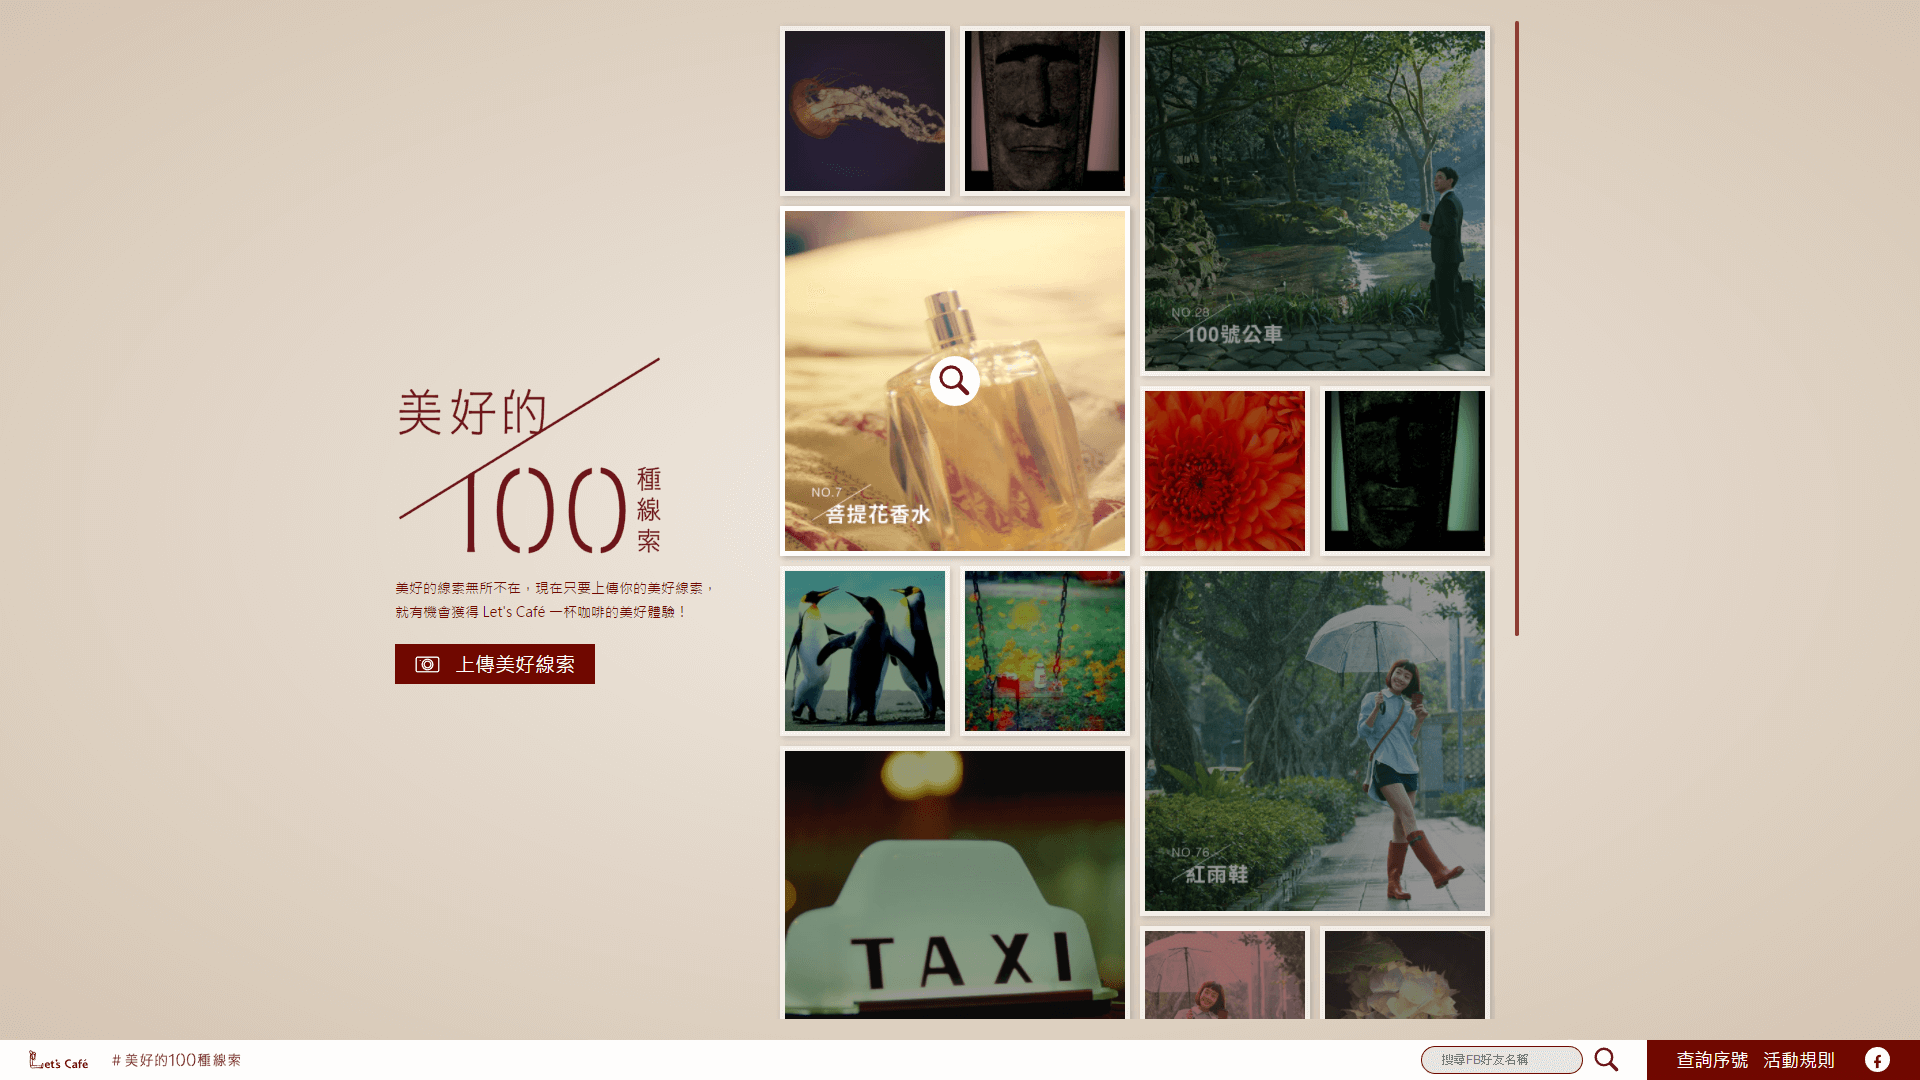 美好的
100
種線索
美好的線索無所不在，現在只要上傳你的美好線索，
就有機會獲得 Let's Café 一杯咖啡的美好體驗！
上傳美好線索
NO.28
100號公車
NO.7
菩提花香水
NO.76
紅雨鞋
TAXI
Let's Café
#美好的100種線索
搜尋FB好友名稱
查詢序號
活動規則